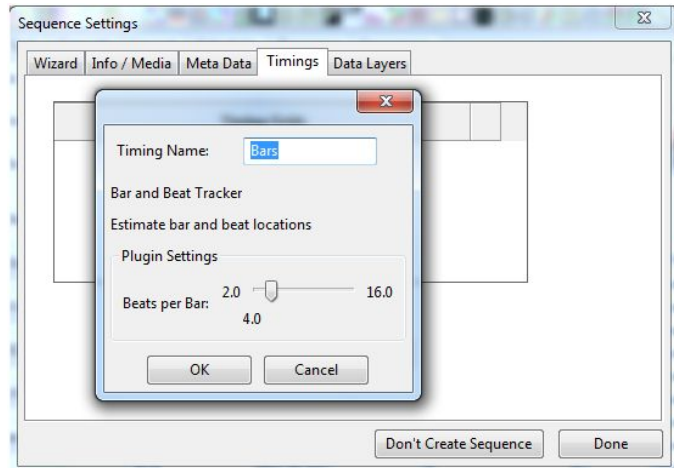 Sequence Settings
Wizard Info / Media Meta Data Timings Data Layers
Timing Name: Bars
Bar and Beat Tracker
Estimate bar and beat locations
Plugin Settings
Beats per Bar: 2.0 16.0
4.0
OK Cancel
Don't Create Sequence Done